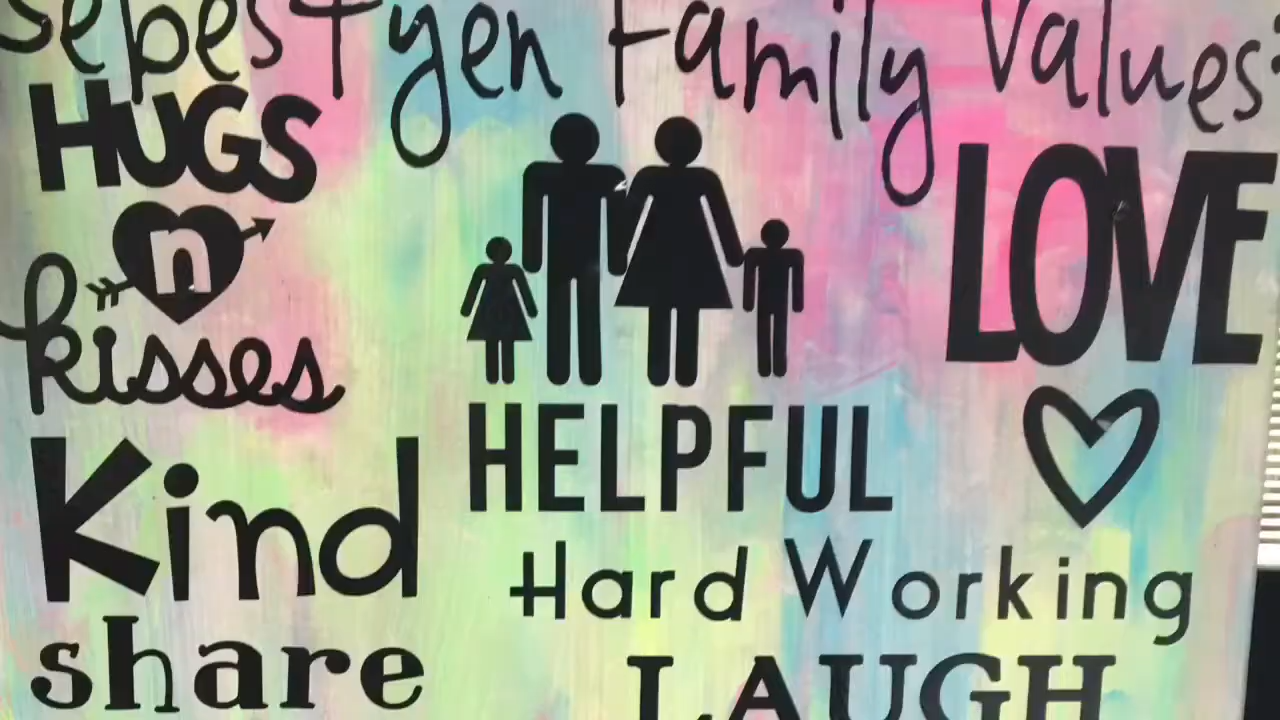 Sebestyen Family Values:
HUGS
n
kisses
LOVE
Kind
HELPFUL
Hard Working
share
LAUGH